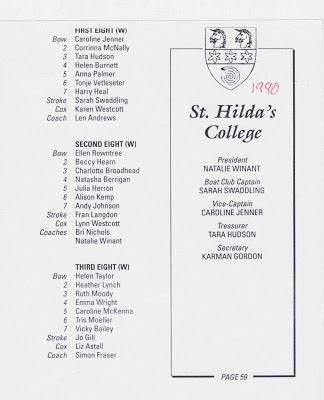 FIRST EIGHT (W)
Bow Caroline Jenner
2 Corrinna McNally
3 Tara Hudson
4 Helen Burnett
5 Anna Palmer
6 Tonje Vetleseter
7 Harry Heal
Stroke Sarah Swaddling
Cox Karen Westcott
Coach Len Andrews
SECOND EIGHT (W)
Bow Ellen Rowntree
2 Beccy Hearn
3 Charlotte Broadhead
4 Natasha Berrigan
5 Julia Herron
6 Alison Kemp
7 Andy Johnson
Stroke Fran Langdon
Cox Lynn Westcott
Coaches Bri Nichols
Natalie Winant
THIRD EIGHT (W)
Bow Helen Taylor
2 Heather Lynch
3 Ruth Moody
4 Emma Wright
5 Caroline McKenna
6 Tris Moeller
7 Vicky Bailey
Stroke Jo Gill
Cox Liz Astall
Coach Simon Fraser
1990
St. Hilda's
College
President
NATALIE WINANT
Boat Club Captain
SARAH SWADDLING
Vice-Captain
CAROLINE JENNER
Treasurer
TARA HUDSON
Secretary
KARMAN GORDON
PAGE 59